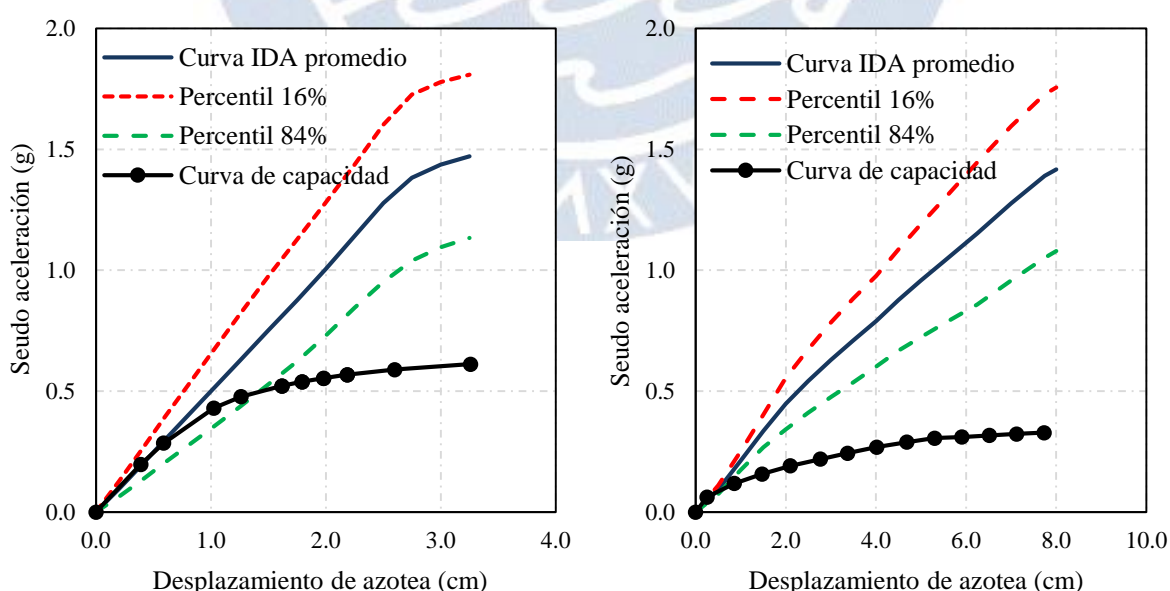 2.0
1.5
1.0
0.5
0.0
0.0 1.0 2.0 3.0 4.0
Seudo aceleración (g)
Desplazamiento de azotea (cm)
Curva IDA promedio
Percentil 16%
Percentil 84%
Curva de capacidad
2.0
1.5
1.0
0.5
0.0
0.0 2.0 4.0 6.0 8.0 10.0
Seudo aceleración (g)
Desplazamiento de azotea (cm)
Curva IDA promedio
Percentil 16%
Percentil 84%
Curva de capacidad